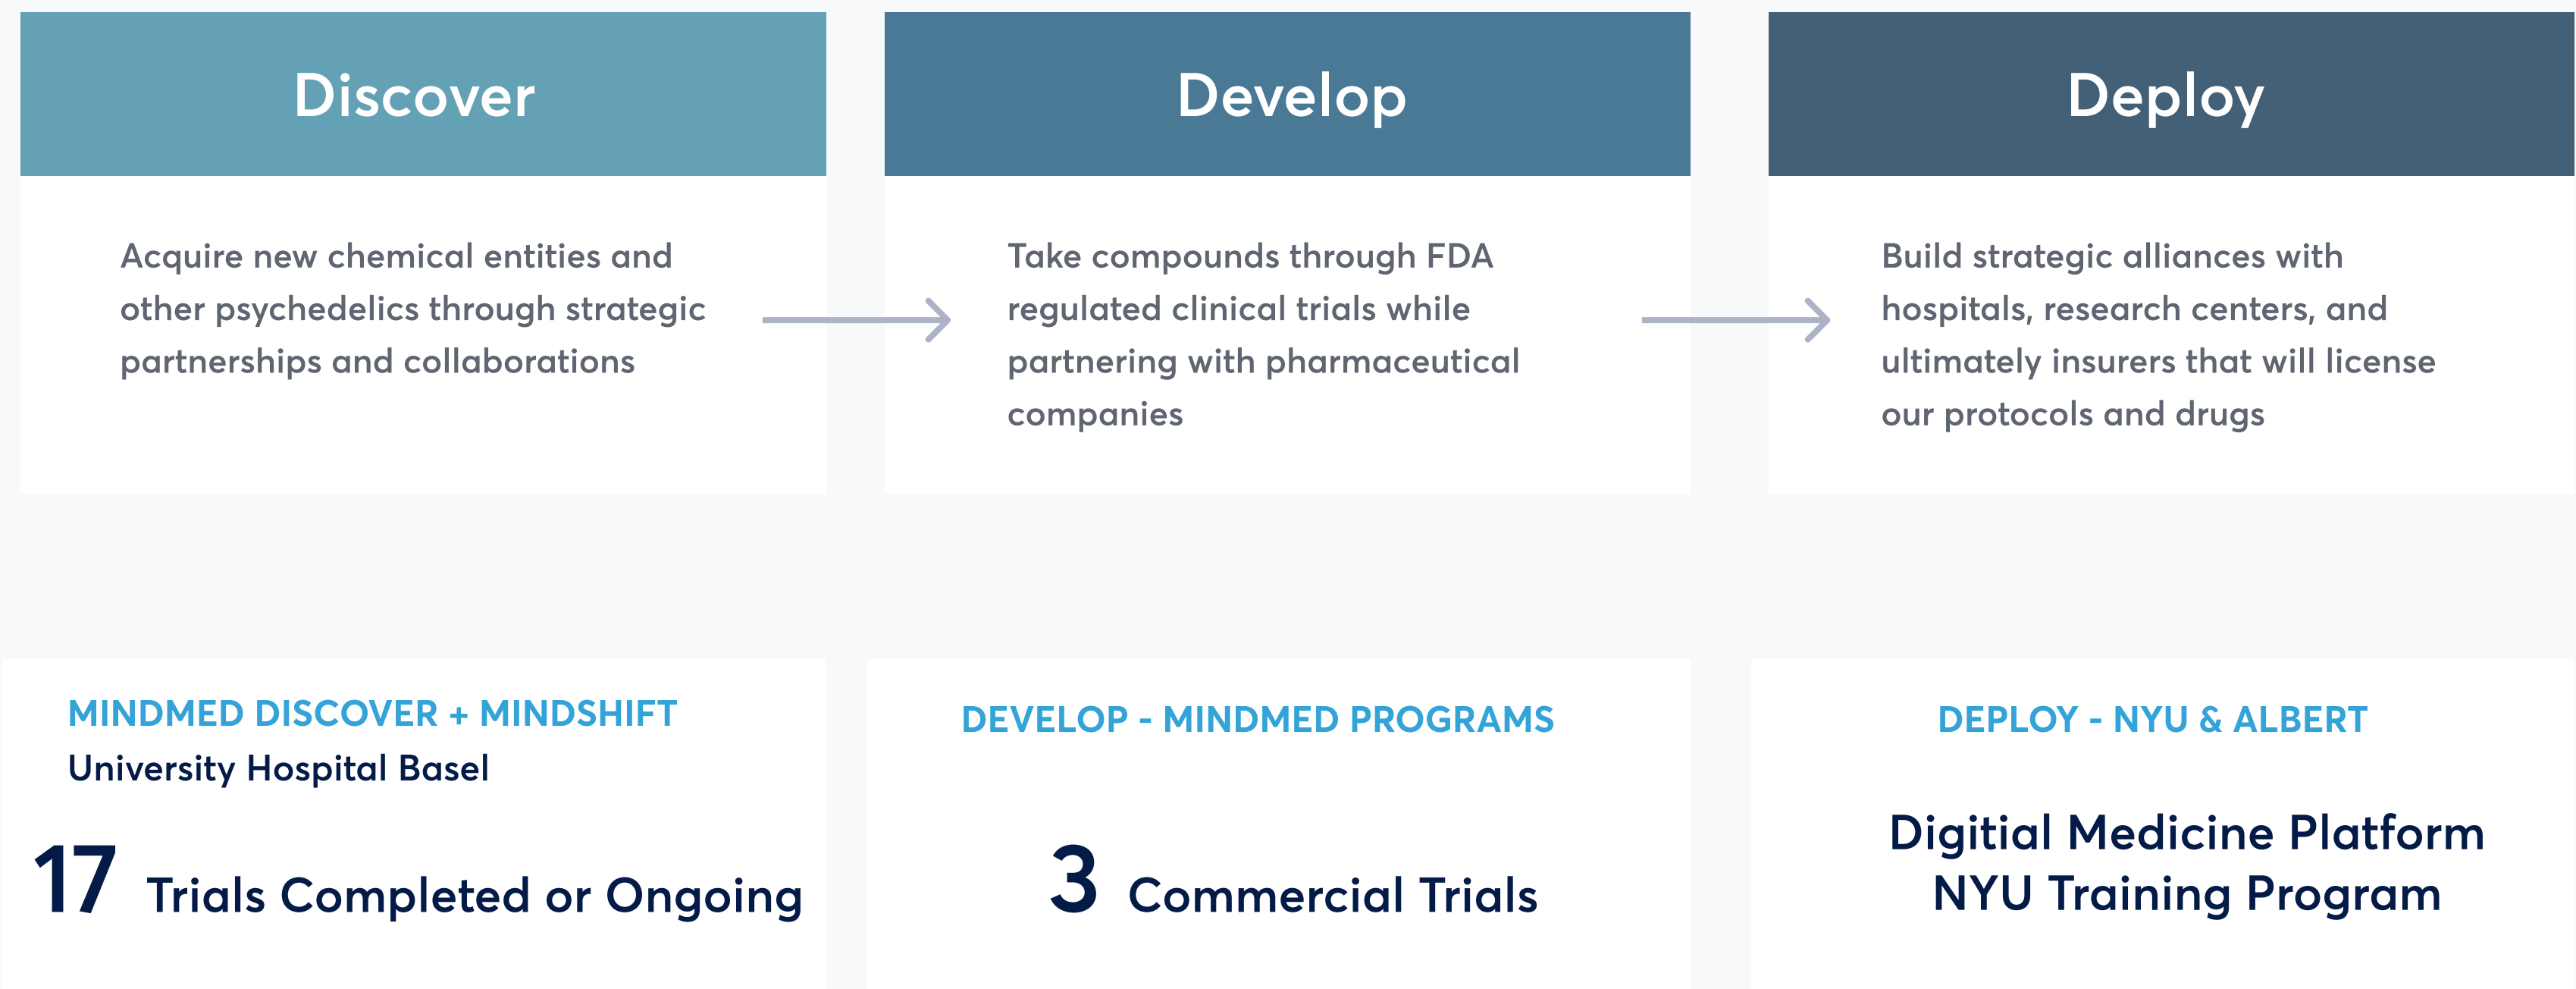 Discover
Acquire new chemical entities and
other psychedelics through strategic
partnerships and collaborations
Develop
Take compounds through FDA
regulated clinical trials while
partnering with pharmaceutical
companies
Deploy
Build strategic alliances with
hospitals, research centers, and
ultimately insurers that will license
our protocols and drugs
MINDMED DISCOVER + MINDSHIFT
University Hospital Basel
17 Trials Completed or Ongoing
DEVELOP - MINDMED PROGRAMS
3 Commercial Trials
DEPLOY - NYU & ALBERT
Digitial Medicine Platform
NYU Training Program